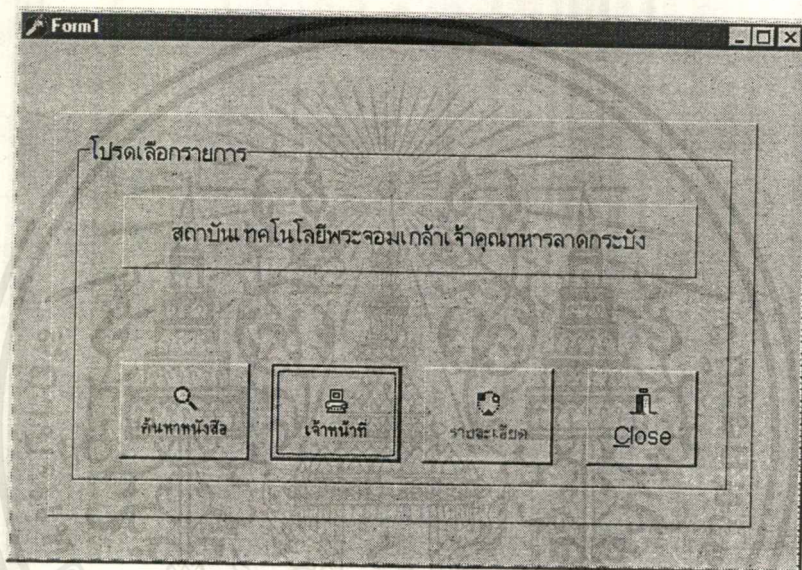 Form1
โปรดเลือกรายการ
สถาบันเทคโนโลยีพระจอมเกล้าเจ้าคุณทหารลาดกระบัง
ค้นหาหนังสือ
เจ้าหน้าที่
รายละเอียด
Close